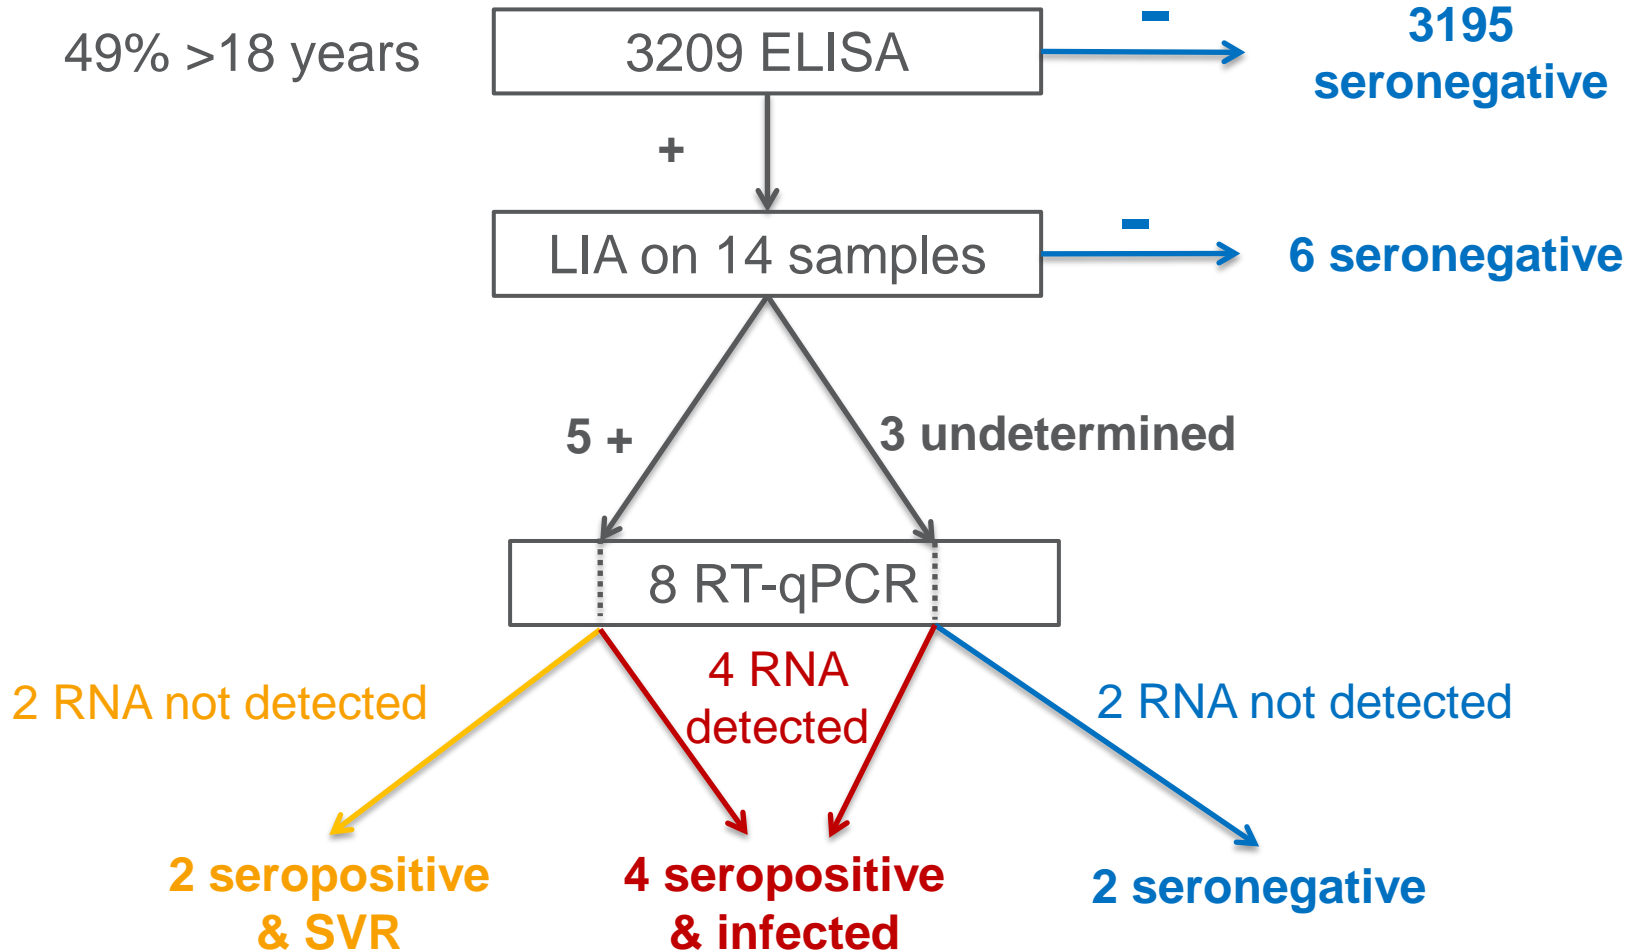 49% >18 years
3209 ELISA
-
3195
seronegative
+
LIA on 14 samples
-
6 seronegative
5 +
3 undetermined
8 RT-qPCR
2 RNA not detected
4 RNA
detected
2 RNA not detected
2 seropositive
& SVR
4 seropositive
& infected
2 seronegative